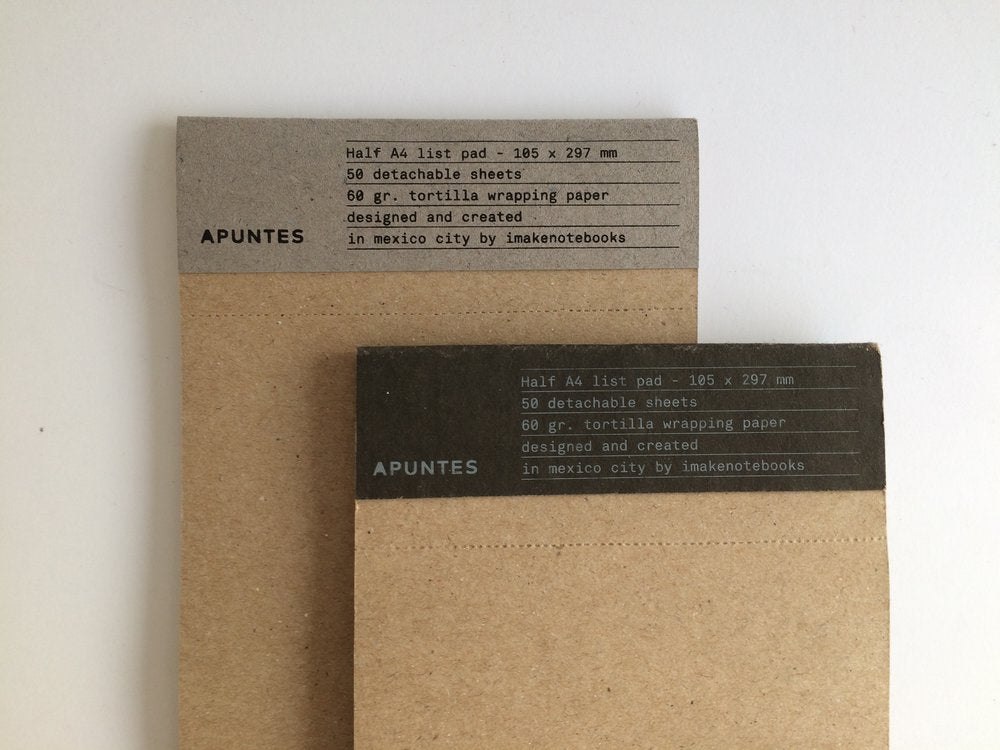 Half A4 list pad - 105 x 297 mm
50 detachable sheets
60 gr. tortilla wrapping paper
designed and created
in mexico city by imakenotebooks
APUNTES
Half A4 list pad - 105 x 297 mm
50 detachable sheets
60 gr. tortilla wrapping paper
designed and created
in mexico city by imakenotebooks
APUNTES